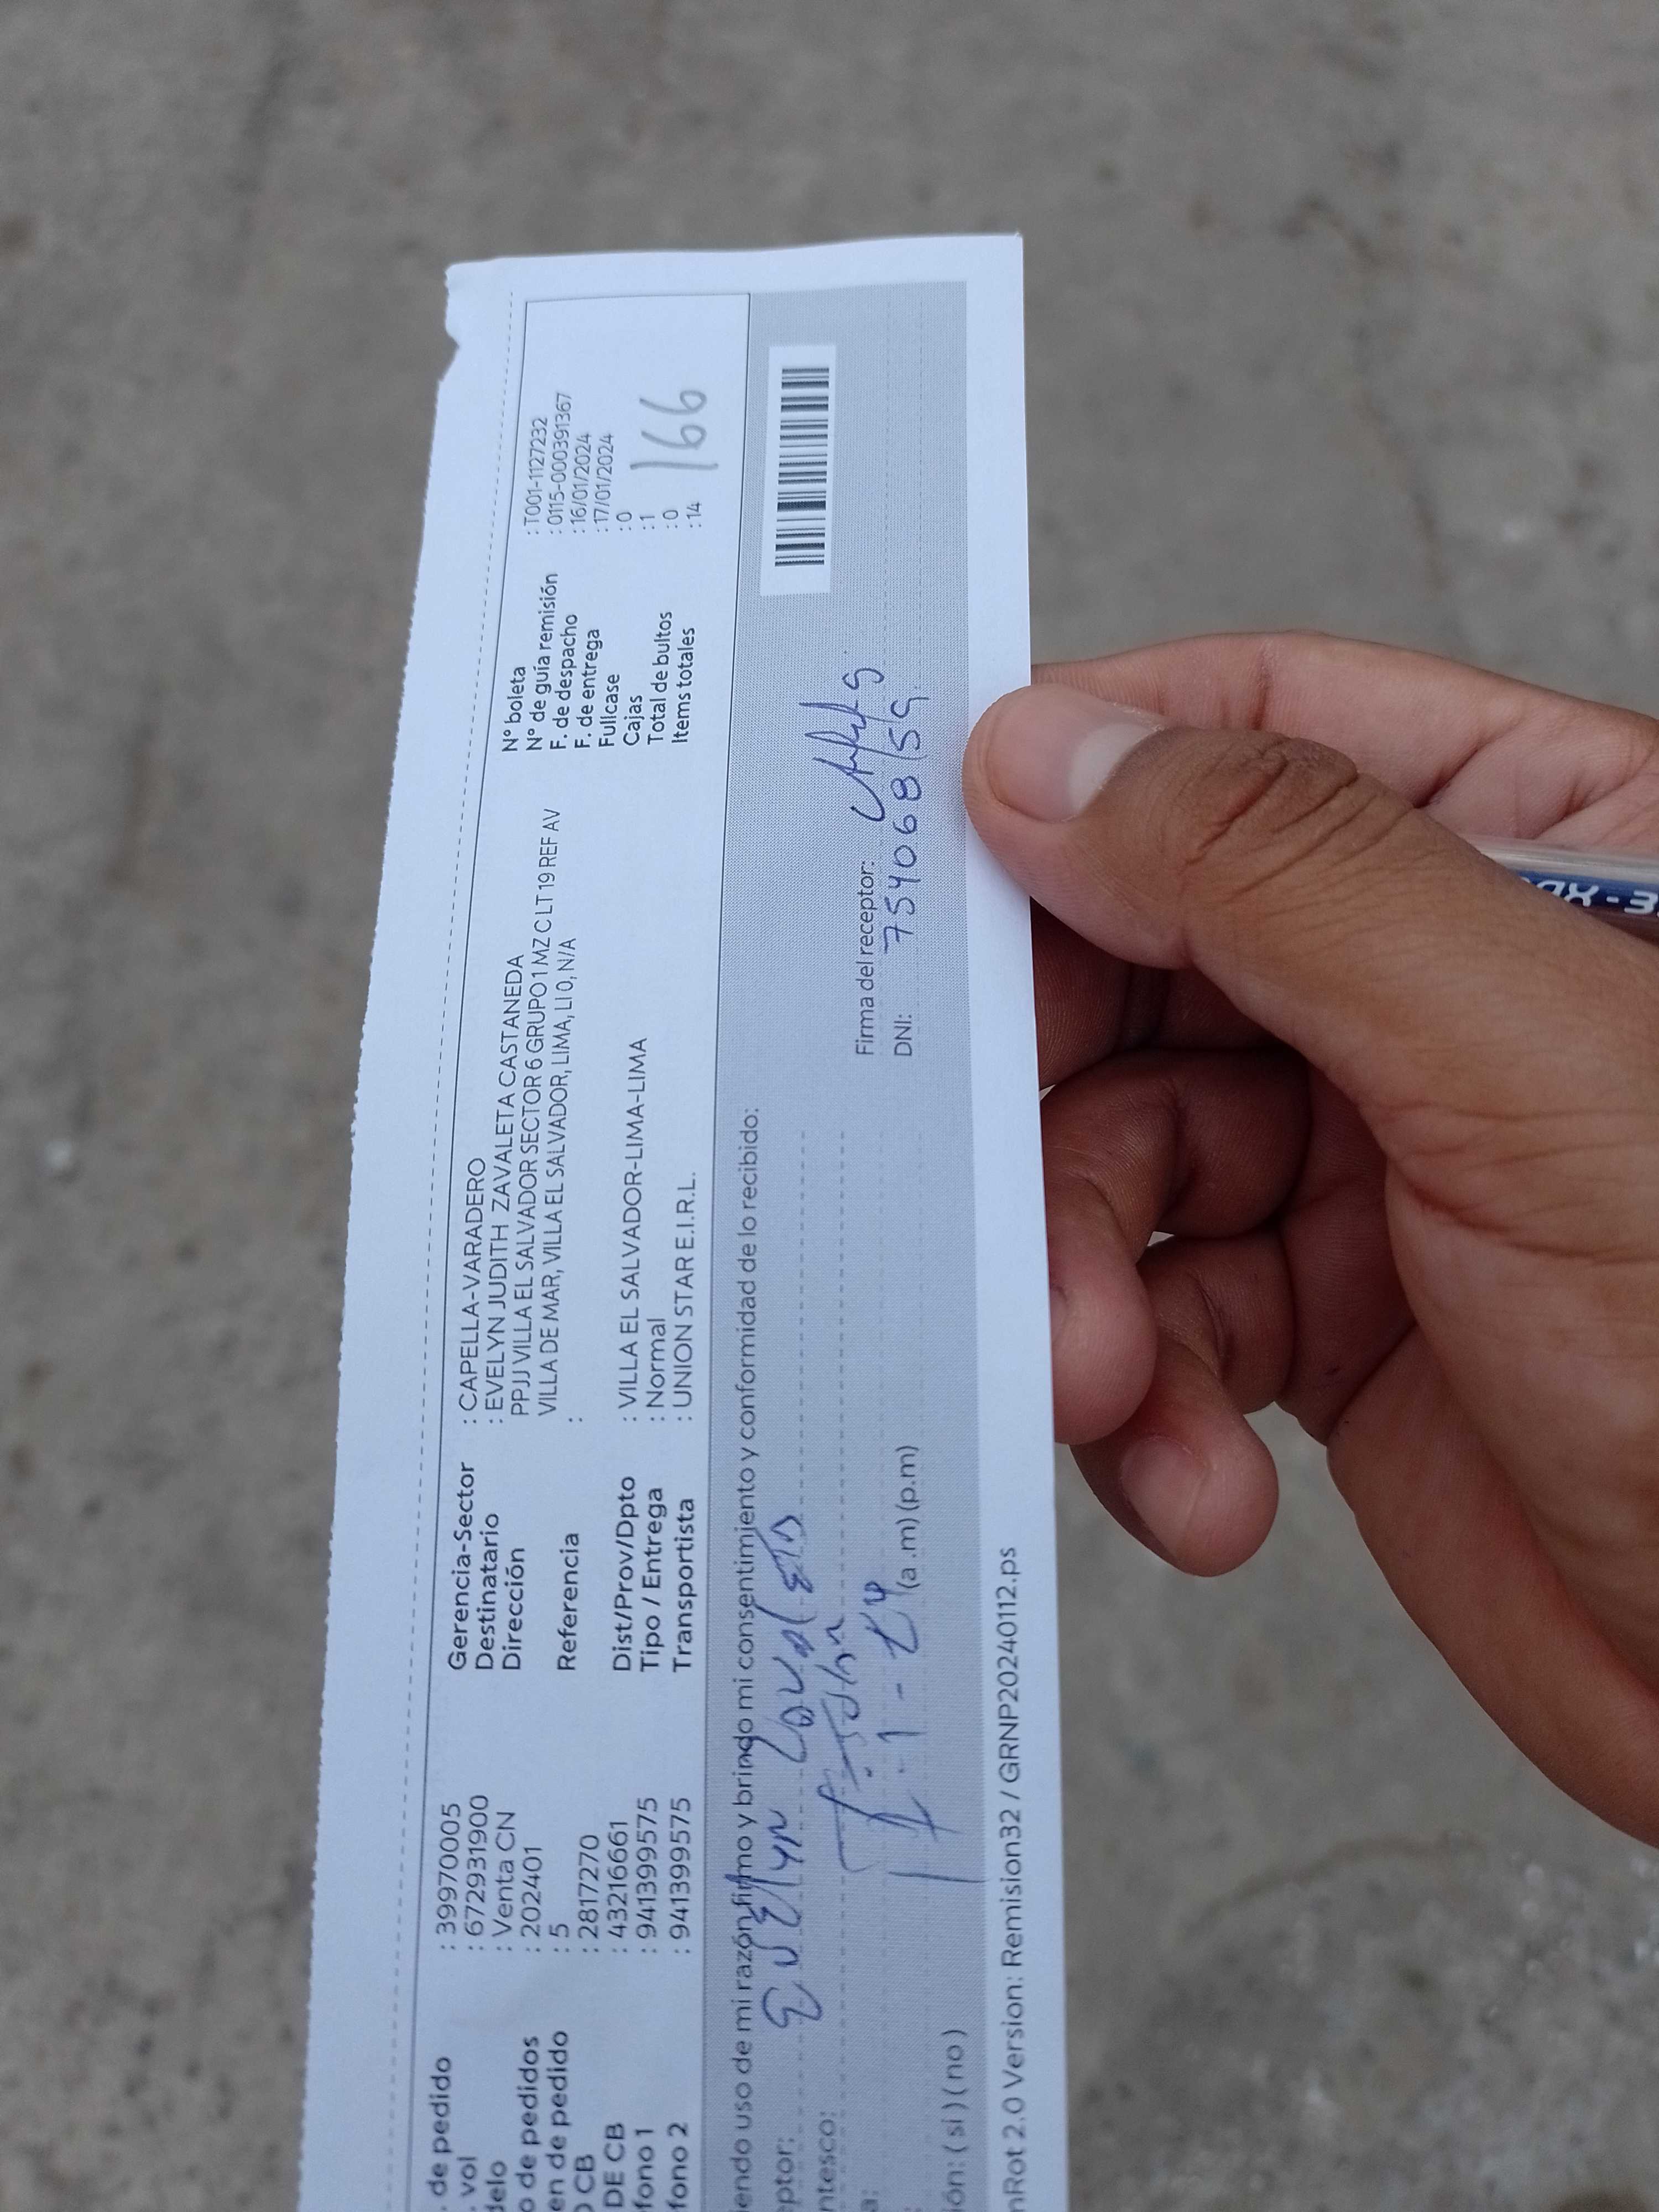 . de pedido : 39970005
. vol : 672931900
delo : Venta CN
o de pedidos : 202401
en de pedido : 5
O CB : 2817270
DE CB : 43216661
fono 1 : 941399575
fono 2 : 941399575
Gerencia-Sector : CAPELLA-VARADERO
Destinatario : EVELYN JUDITH ZAVALETA CASTANEDA
Dirección PPJJ VILLA EL SALVADOR SECTOR 6 GRUPO 1 MZ C LT 19 REF AV
VILLA DE MAR, VILLA EL SALVADOR, LIMA, LI 0, N/A
Referencia :
Dist/Prov/Dpto : VILLA EL SALVADOR-LIMA-LIMA
Tipo / Entrega : Normal
Transportista : UNION STAR E.I.R.L.
N° boleta : T001-1127232
N° de guía remisión : 0115-000391367
F. de despacho : 16/01/2024
F. de entrega : 17/01/2024
Fullcase : 0
Cajas : 1
Total de bultos : 0
Items totales : 14
166
iendo uso de mi razón firmo y brindo mi consentimiento y conformidad de lo recibido:
eptor: Evelyn
ntesco:
a:
(a.m) (p.m)
ión: ( si ) ( no )
Firma del receptor:
DNI: 75406859
nRot 2.0 Version: Remision32 / GRNP20240112.ps